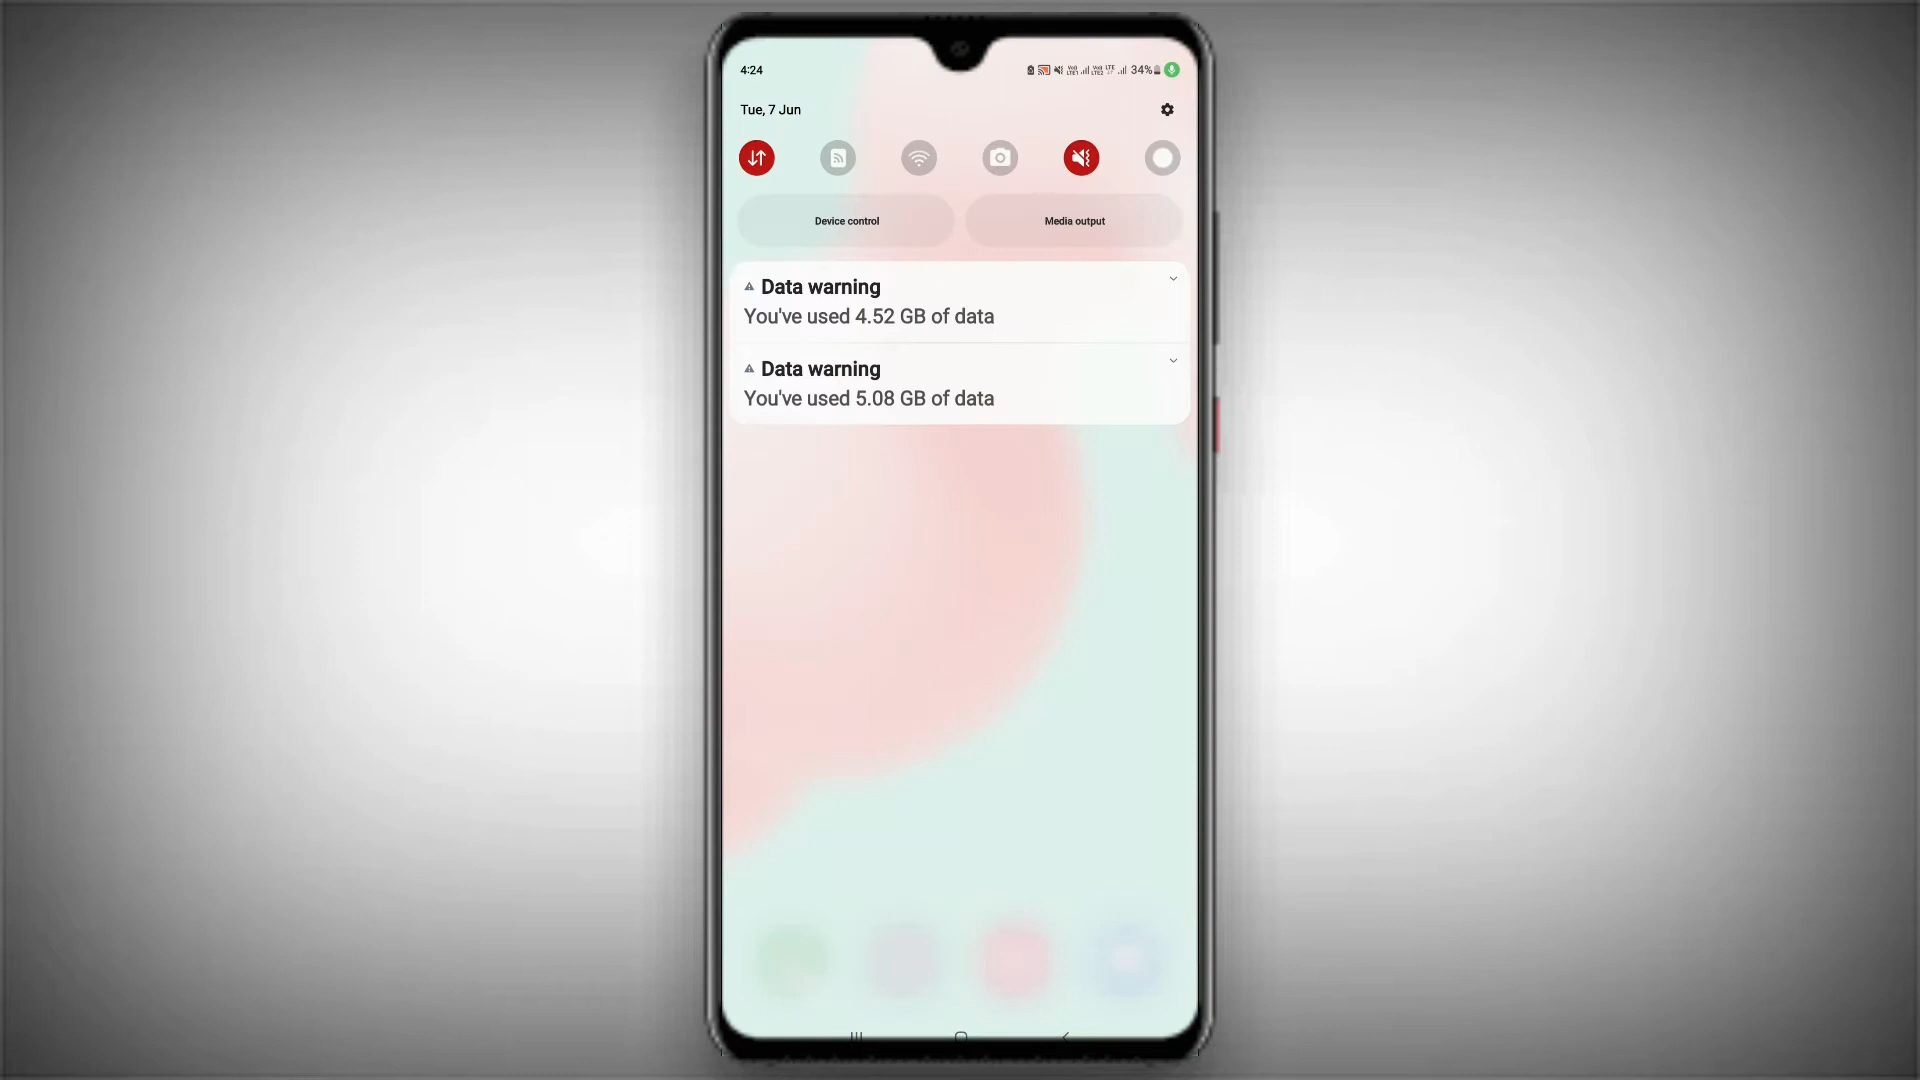 4:24
34%
Tue, 7 Jun
Device control
Media output
Data warning
You've used 4.52 GB of data
Data warning
You've used 5.08 GB of data